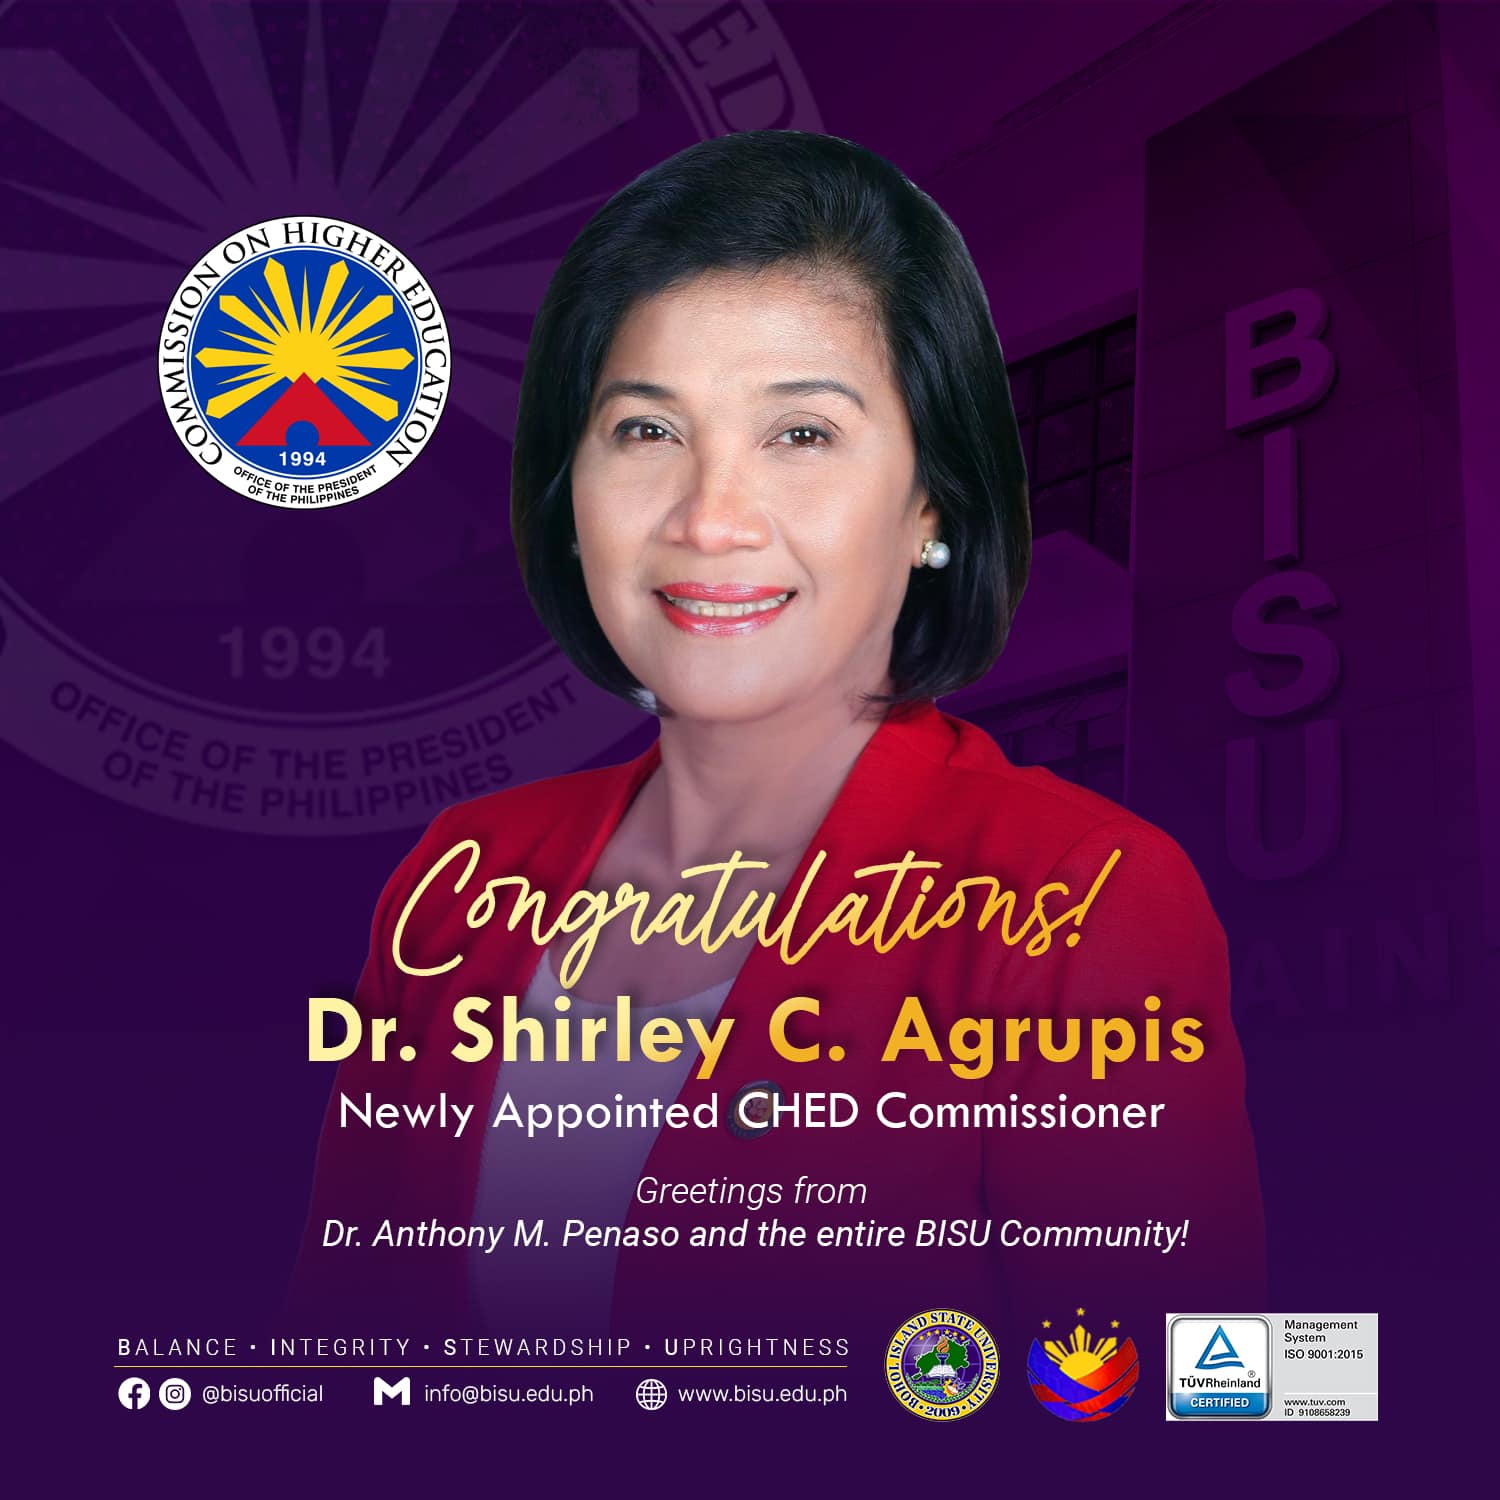 COMMISSION ON HIGHER EDUCATION
1994
OFFICE OF THE PRESIDENT
OF THE PHILIPPINES
ED
1994
OFFICE OF THE PRESIDENT
OF THE PHILIPPINES
BISU
AIN
Congratulations!
Dr. Shirley C. Agrupis
Newly Appointed CHED Commissioner
Greetings from
Dr. Anthony M. Penaso and the entire BISU Community!
BALANCE • INTEGRITY • STEWARDSHIP • UPRIGHTNESS
@bisuofficial
info@bisu.edu.ph
www.bisu.edu.ph
BOHOL ISLAND STATE UNIVERSITY
• 2009 •
TÜVRheinland®
CERTIFIED
Management
System
ISO 9001:2015
www.tuv.com
ID 9108658239